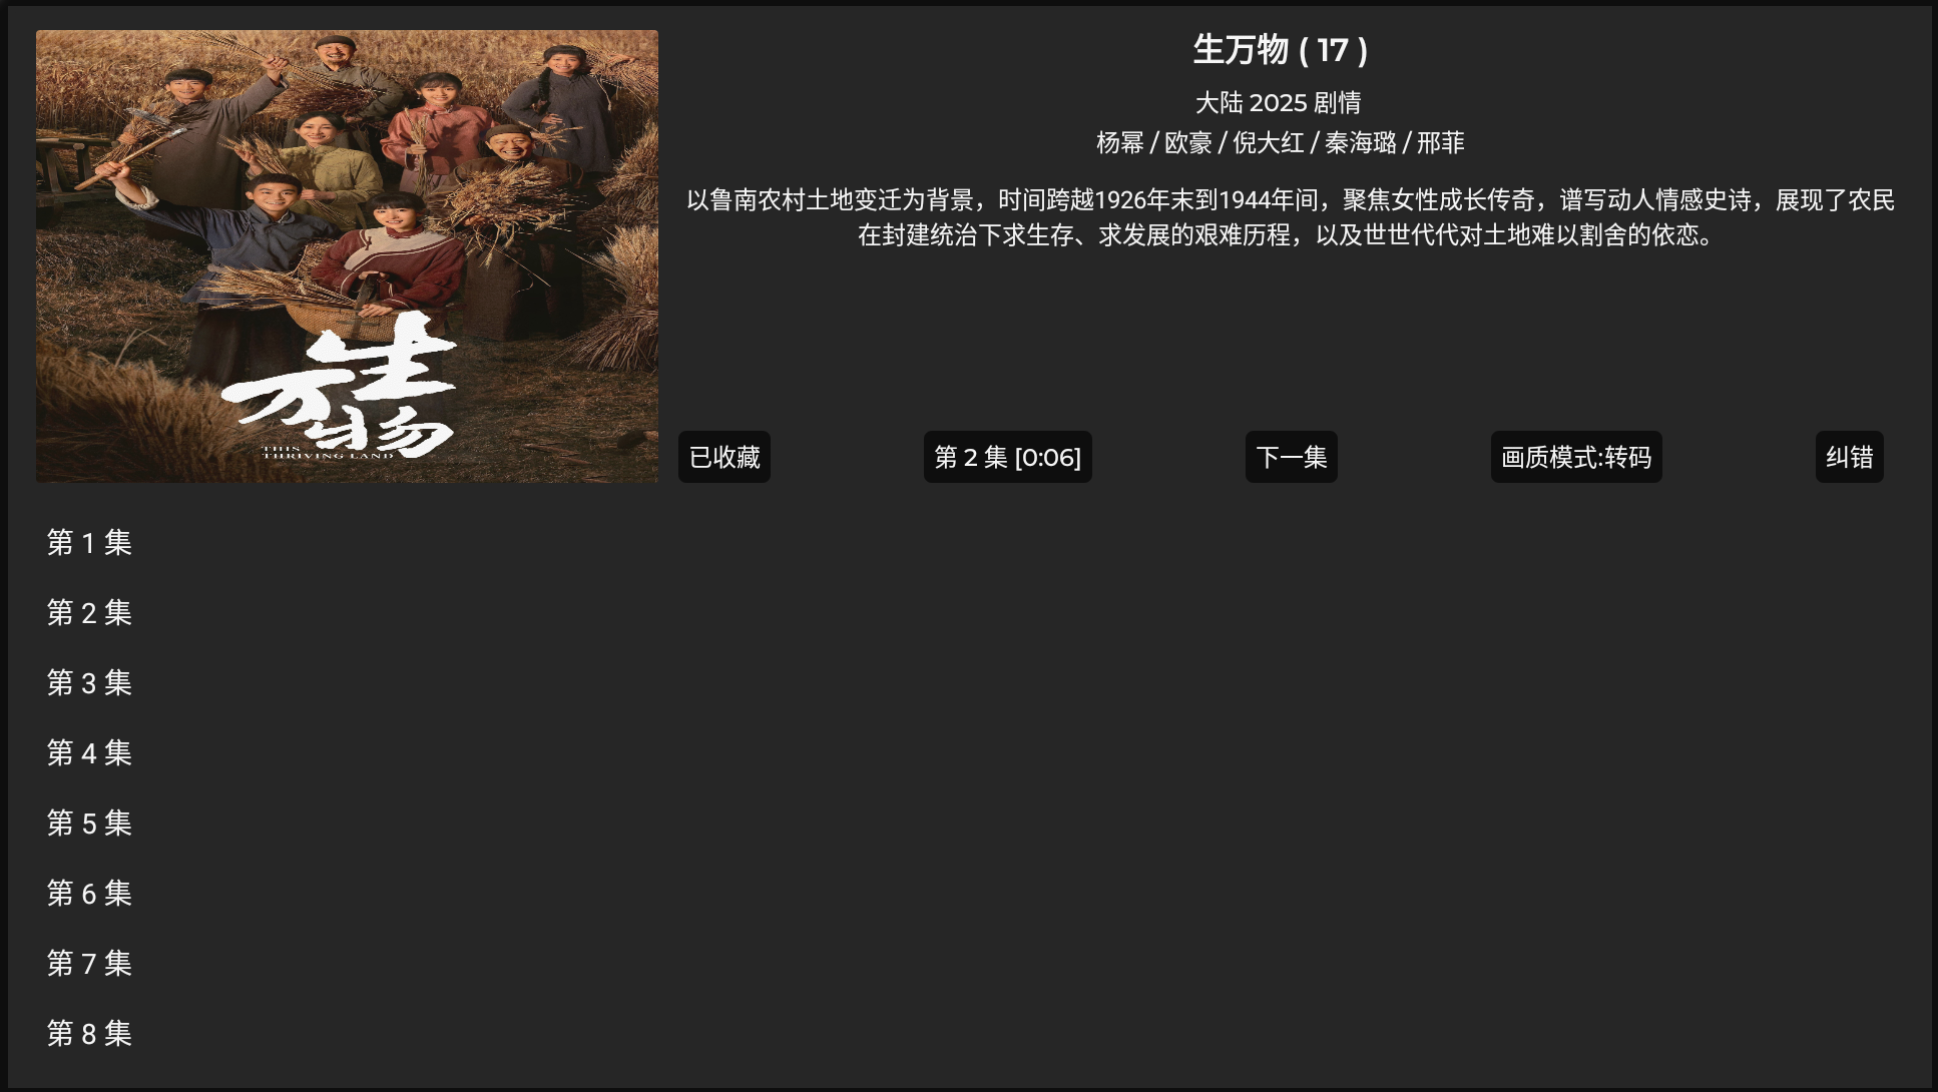 生万物
THIS
THRIVING LAND
生万物 ( 17 )
大陆 2025 剧情
杨幂 / 欧豪 / 倪大红 / 秦海璐 / 邢菲
以鲁南农村土地变迁为背景，时间跨越1926年末到1944年间，聚焦女性成长传奇，谱写动人情感史诗，展现了农民
在封建统治下求生存、求发展的艰难历程，以及世世代代对土地难以割舍的依恋。
已收藏
第 2 集 [0:06]
下一集
画质模式:转码
纠错
第 1 集
第 2 集
第 3 集
第 4 集
第 5 集
第 6 集
第 7 集
第 8 集